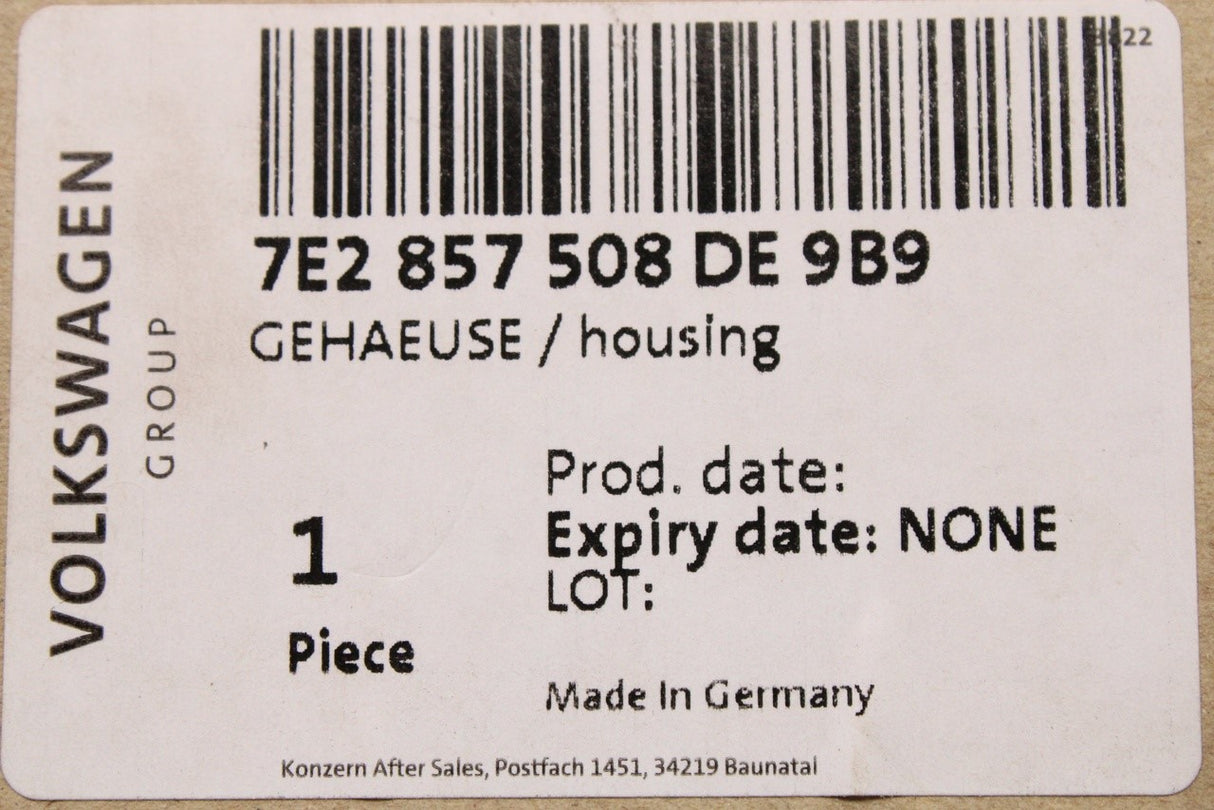 VOLKSWAGEN
GROUP
7E2 857 508 DE 9B9
GEHAEUSE / housing
1
Piece
Prod. date:
Expiry date: NONE
LOT:
Made In Germany
Konzern After Sales, Postfach 1451, 34219 Baunatal